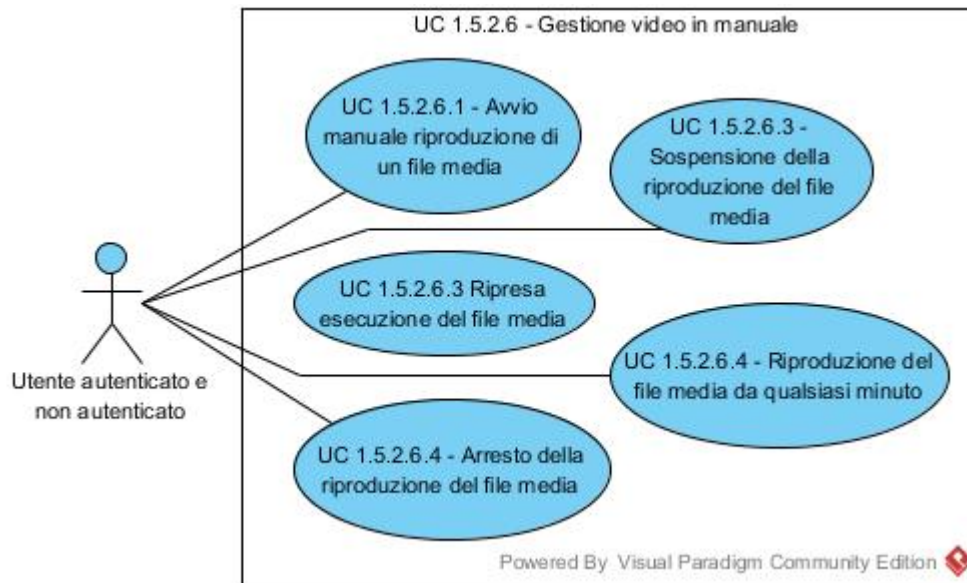 UC 1.5.2.6 - Gestione video in manuale
UC 1.5.2.6.1 - Avvio
manuale riproduzione di
un file media
UC 1.5.2.6.3 -
Sospensione della
riproduzione del file
media
UC 1.5.2.6.3 Ripresa
esecuzione del file media
UC 1.5.2.6.4 - Riproduzione del
file media da qualsiasi minuto
Utente autenticato e
non autenticato
UC 1.5.2.6.4 - Arresto della
riproduzione del file media
Powered By Visual Paradigm Community Edition